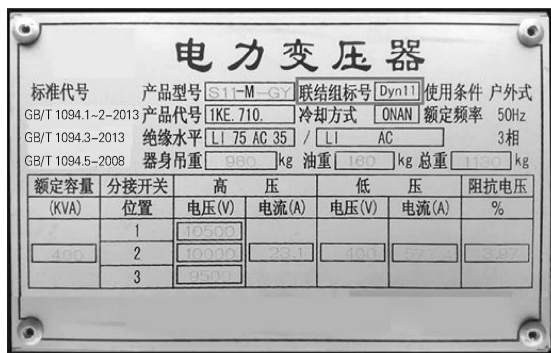 电力变压器
标准代号 产品型号 S11-M-GY 联结组标号 Dyn11 使用条件 户外式
GB/T 1094.1-2-2013 产品代号 1KE.710. 冷却方式 ONAN 额定频率 50Hz
GB/T 1094.3-2013 绝缘水平 LI 75 AC 35 / LI AC 3相
GB/T 1094.5-2008 器身吊重 980 kg 油重 160 kg 总重 1130 kg
额定容量 分接开关 高 压 低 压 阻抗电压
(KVA) 位置 电压(V) 电流(A) 电压(V) 电流(A) %
1 10500
400 2 10000 23.1 400 577.4 3.97
3 9500